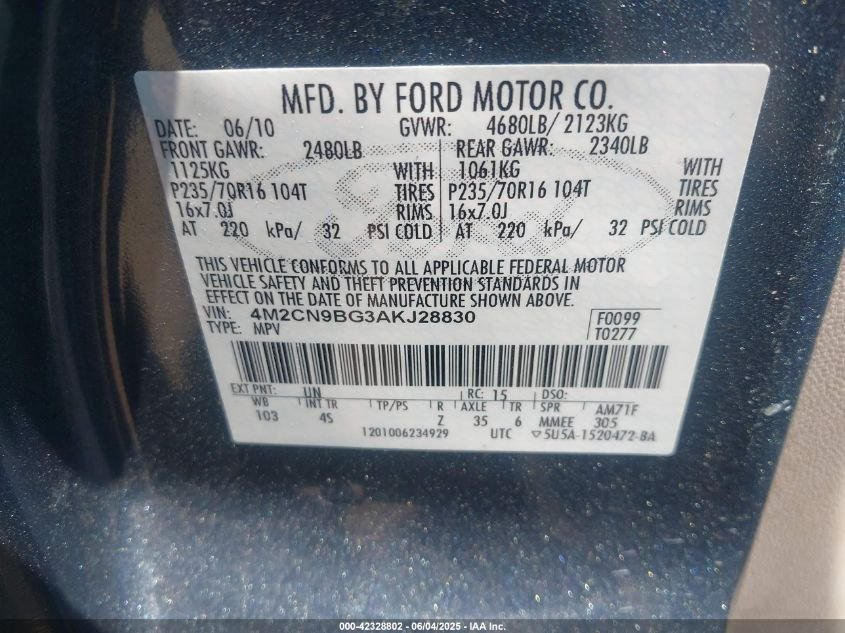 MFD. BY FORD MOTOR CO.
DATE: 06/10 GVWR: 4680LB/ 2123KG
FRONT GAWR: 2480LB REAR GAWR: 2340LB
1125KG WITH 1061KG WITH
P235/70R16 104T TIRES P235/70R16 104T TIRES
16x7.0J RIMS 16x7.0J RIMS
AT 220 kPa/ 32 PSI COLD AT 220 kPa/ 32 PSI COLD
THIS VEHICLE CONFORMS TO ALL APPLICABLE FEDERAL MOTOR
VEHICLE SAFETY AND THEFT PREVENTION STANDARDS IN
EFFECT ON THE DATE OF MANUFACTURE SHOWN ABOVE.
VIN: 4M2CN9BG3AKJ28830 F0099
TYPE: MPV T0277
EXT PNT: UN RC: 15 DSO:
WB INT TR TP/PS R AXLE TR SPR AM71F
103 4S Z 35 6 MMEE 305
1201006234929 UTC ▽5U5A-1520472-BA
000-42328802 - 06/04/2025 - IAA Inc.